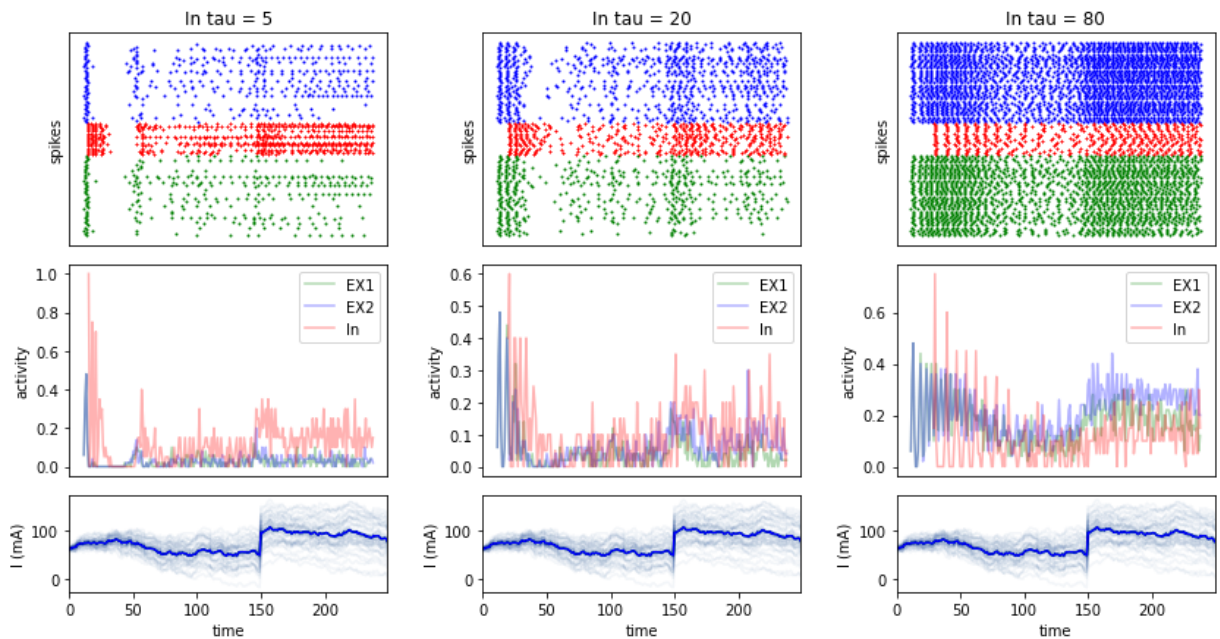 In tau = 5
In tau = 20
In tau = 80
spikes
spikes
spikes
1.0
0.8
0.6
0.4
0.2
0.0
activity
EX1
EX2
In
0.6
0.5
0.4
0.3
0.2
0.1
0.0
activity
EX1
EX2
In
0.6
0.4
0.2
0.0
activity
EX1
EX2
In
100
0
I (mA)
0 50 100 150 200
time
100
0
I (mA)
0 50 100 150 200
time
100
0
I (mA)
0 50 100 150 200
time